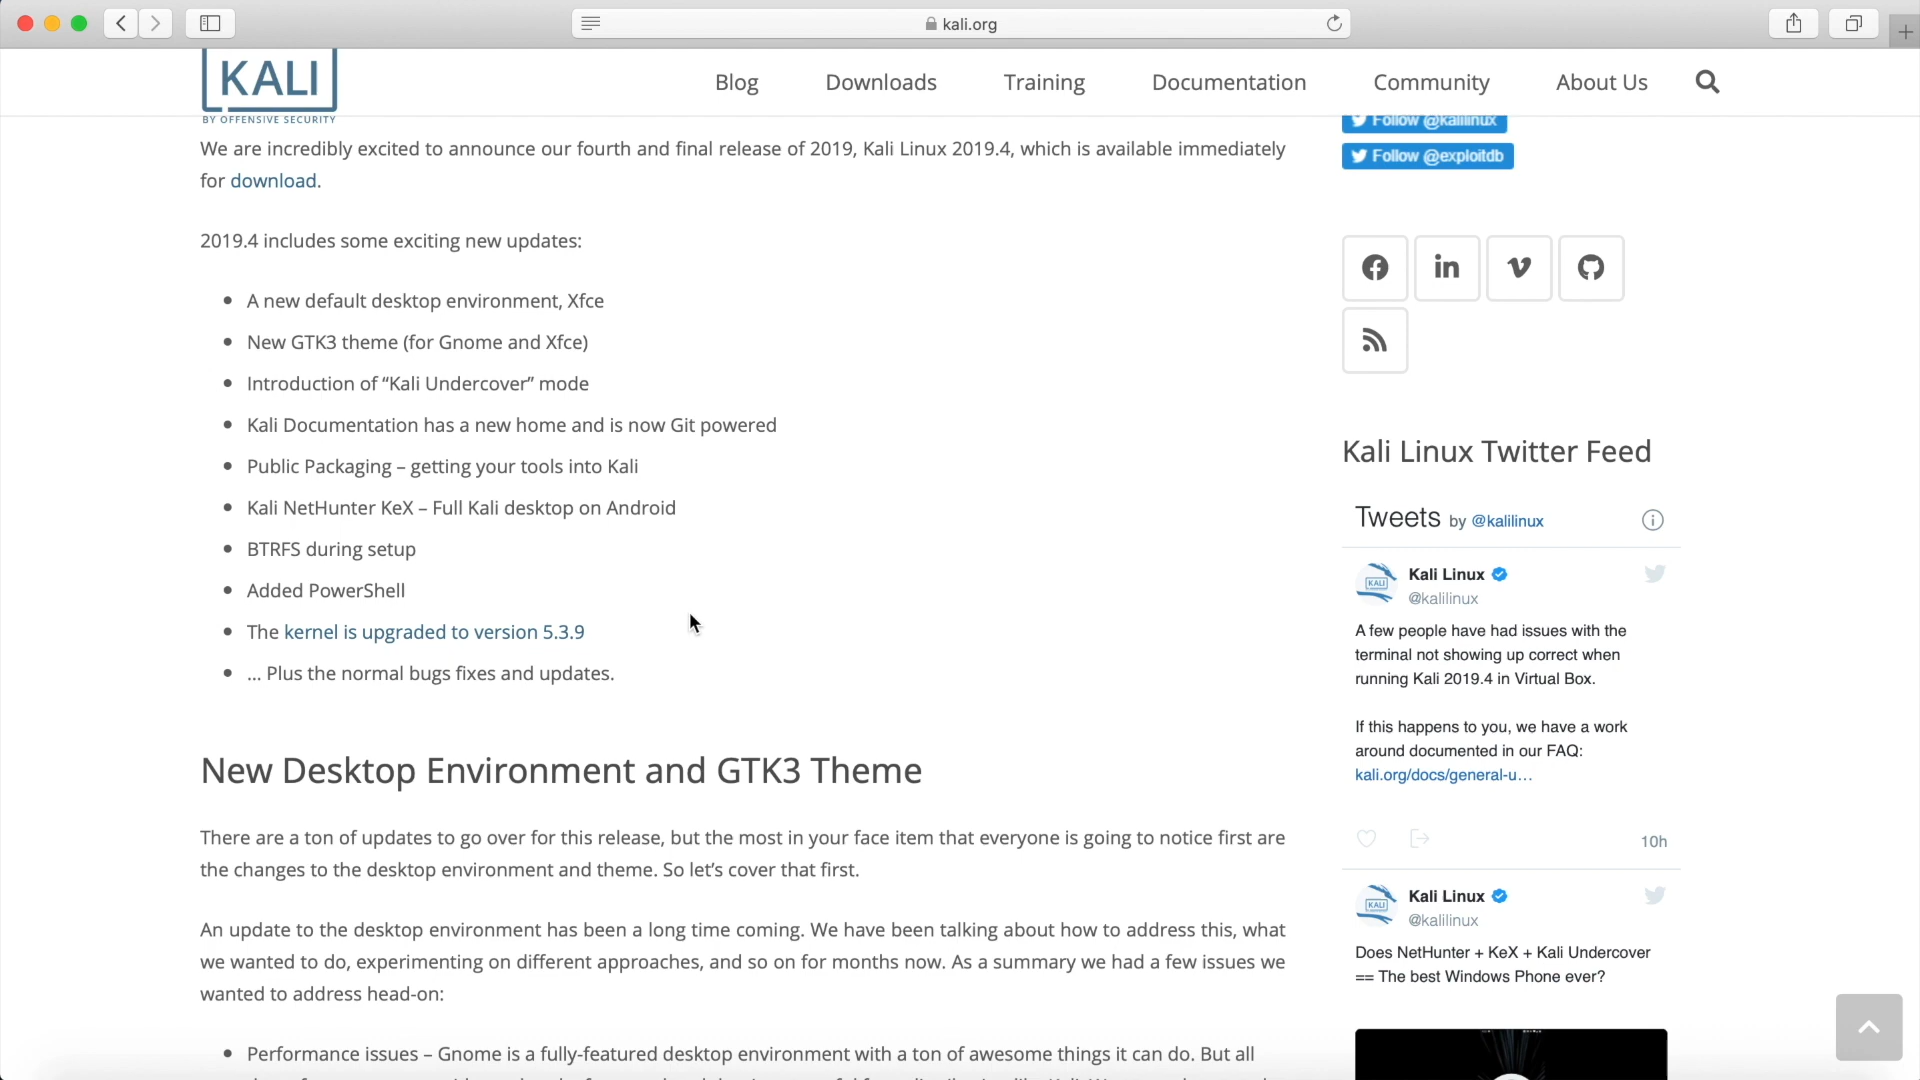 kali.org
KALI
BY OFFENSIVE SECURITY
Blog
Downloads
Training
Documentation
Community
About Us
We are incredibly excited to announce our fourth and final release of 2019, Kali Linux 2019.4, which is available immediately
for download.
2019.4 includes some exciting new updates:
A new default desktop environment, Xfce
New GTK3 theme (for Gnome and Xfce)
Introduction of “Kali Undercover” mode
Kali Documentation has a new home and is now Git powered
Public Packaging – getting your tools into Kali
Kali NetHunter KeX – Full Kali desktop on Android
BTRFS during setup
Added PowerShell
The kernel is upgraded to version 5.3.9
... Plus the normal bugs fixes and updates.
New Desktop Environment and GTK3 Theme
There are a ton of updates to go over for this release, but the most in your face item that everyone is going to notice first are
the changes to the desktop environment and theme. So let’s cover that first.
An update to the desktop environment has been a long time coming. We have been talking about how to address this, what
we wanted to do, experimenting on different approaches, and so on for months now. As a summary we had a few issues we
wanted to address head-on:
Performance issues – Gnome is a fully-featured desktop environment with a ton of awesome things it can do. But all
Follow @kalilinux
Follow @exploitdb
Kali Linux Twitter Feed
Tweets by @kalilinux
KALI
Kali Linux
@kalilinux
A few people have had issues with the
terminal not showing up correct when
running Kali 2019.4 in Virtual Box.
If this happens to you, we have a work
around documented in our FAQ:
kali.org/docs/general-u…
10h
KALI
Kali Linux
@kalilinux
Does NetHunter + KeX + Kali Undercover
== The best Windows Phone ever?